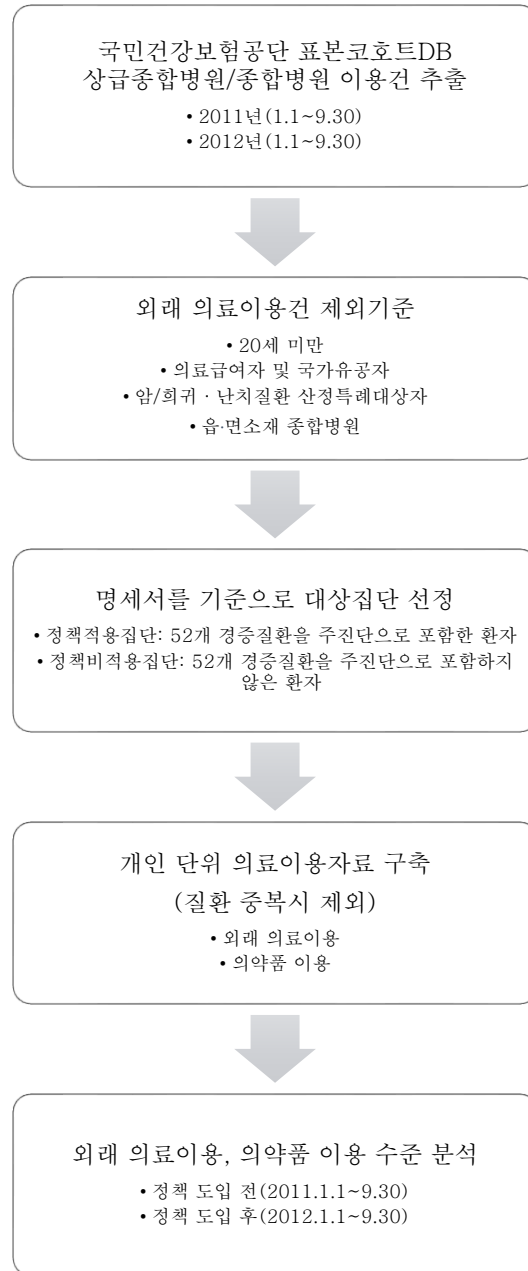 국민건강보험공단 표본코호트DB
상급종합병원/종합병원 이용건 추출
• 2011년(1.1~9.30)
• 2012년(1.1~9.30)
외래 의료이용건 제외기준
• 20세 미만
• 의료급여자 및 국가유공자
• 암/희귀 · 난치질환 산정특례대상자
• 읍·면소재 종합병원
명세서를 기준으로 대상집단 선정
• 정책적용집단: 52개 경증질환을 주진단으로 포함한 환자
• 정책비적용집단: 52개 경증질환을 주진단으로 포함하지
않은 환자
개인 단위 의료이용자료 구축
(질환 중복시 제외)
• 외래 의료이용
• 의약품 이용
외래 의료이용, 의약품 이용 수준 분석
• 정책 도입 전(2011.1.1~9.30)
• 정책 도입 후(2012.1.1~9.30)